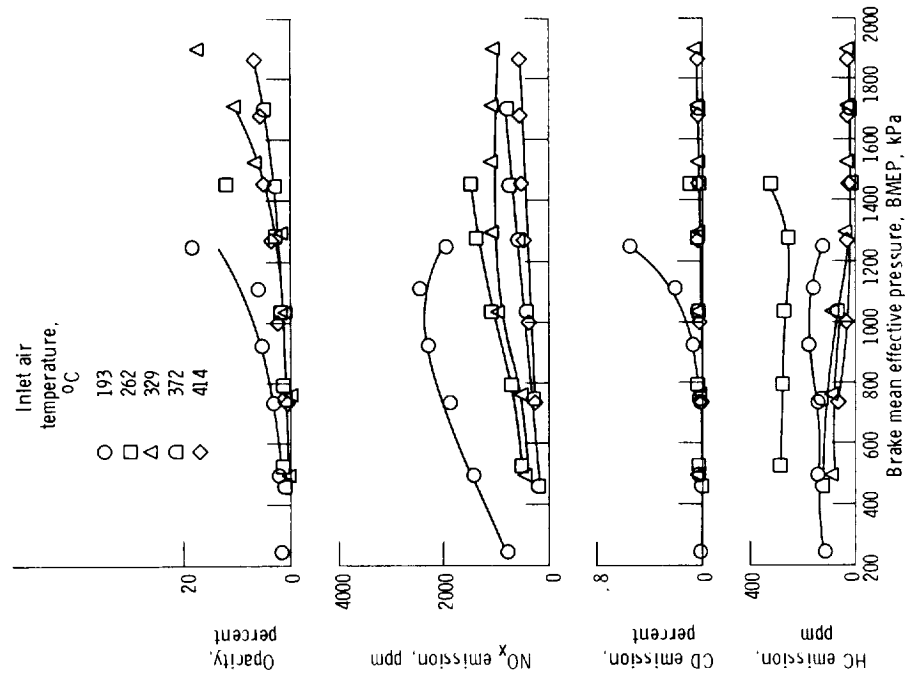 Inlet air
temperature,
°C
193
262
329
372
414
Opacity,
percent
20
0
NOx emission, ppm
4000
2000
0
CD emission,
percent
.8
0
HC emission,
ppm
400
0
200 400 600 800 1000 1200 1400 1600 1800 2000
Brake mean effective pressure, BMEP, kPa